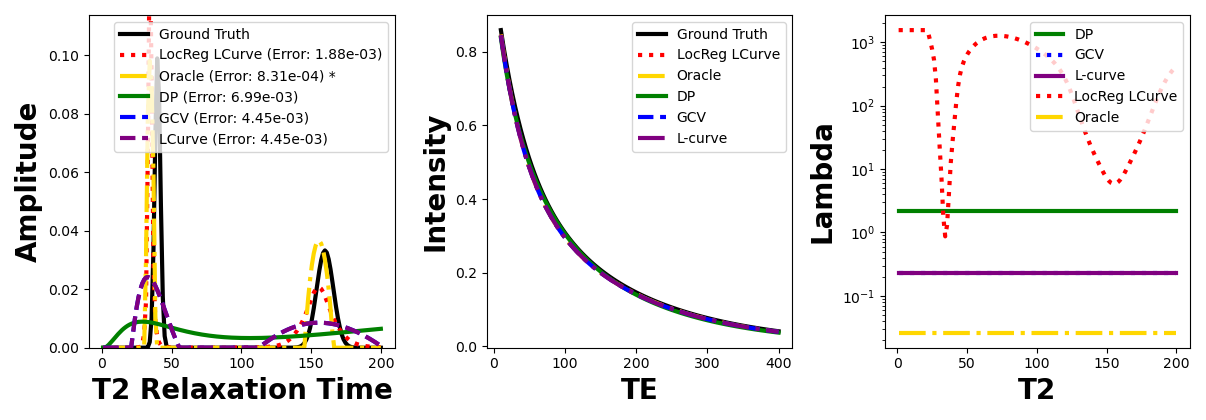 Ground Truth
LocReg LCurve (Error: 1.88e-03)
Oracle (Error: 8.31e-04) *
DP (Error: 6.99e-03)
GCV (Error: 4.45e-03)
LCurve (Error: 4.45e-03)
0.10
0.08
0.06
0.04
0.02
0.00
Amplitude
0 50 100 150 200
T2 Relaxation Time
Ground Truth
LocReg LCurve
Oracle
DP
GCV
L-curve
0.8
0.6
0.4
0.2
0.0
Intensity
0 100 200 300 400
TE
DP
GCV
L-curve
LocReg LCurve
Oracle
10³
10²
10¹
10⁰
10⁻¹
Lambda
0 50 100 150 200
T2